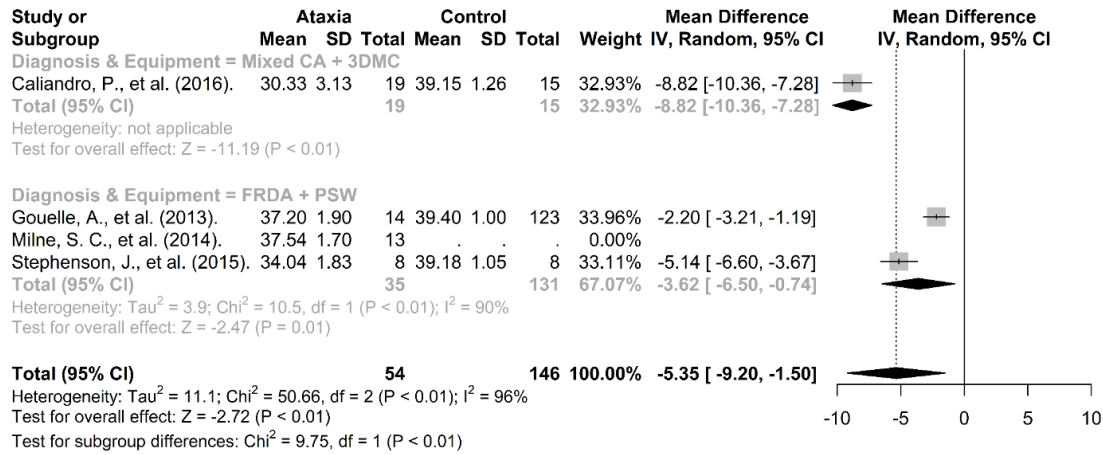 Study or Ataxia Control Mean Difference Mean Difference
Subgroup Mean SD Total Mean SD Total Weight IV, Random, 95% CI IV, Random, 95% CI
Diagnosis & Equipment = Mixed CA + 3DMC
Caliandro, P., et al. (2016). 30.33 3.13 19 39.15 1.26 15 32.93% -8.82 [-10.36, -7.28]
Total (95% CI) 19 15 32.93% -8.82 [-10.36, -7.28]
Heterogeneity: not applicable
Test for overall effect: Z = -11.19 (P < 0.01)
Diagnosis & Equipment = FRDA + PSW
Gouelle, A., et al. (2013). 37.20 1.90 14 39.40 1.00 123 33.96% -2.20 [ -3.21, -1.19]
Milne, S. C., et al. (2014). 37.54 1.70 13 . . . 0.00%
Stephenson, J., et al. (2015). 34.04 1.83 8 39.18 1.05 8 33.11% -5.14 [ -6.60, -3.67]
Total (95% CI) 35 131 67.07% -3.62 [ -6.50, -0.74]
Heterogeneity: Tau² = 3.9; Chi² = 10.5, df = 1 (P < 0.01); I² = 90%
Test for overall effect: Z = -2.47 (P = 0.01)
Total (95% CI) 54 146 100.00% -5.35 [ -9.20, -1.50]
Heterogeneity: Tau² = 11.1; Chi² = 50.66, df = 2 (P < 0.01); I² = 96%
Test for overall effect: Z = -2.72 (P < 0.01)
Test for subgroup differences: Chi² = 9.75, df = 1 (P < 0.01)
-10 -5 0 5 10